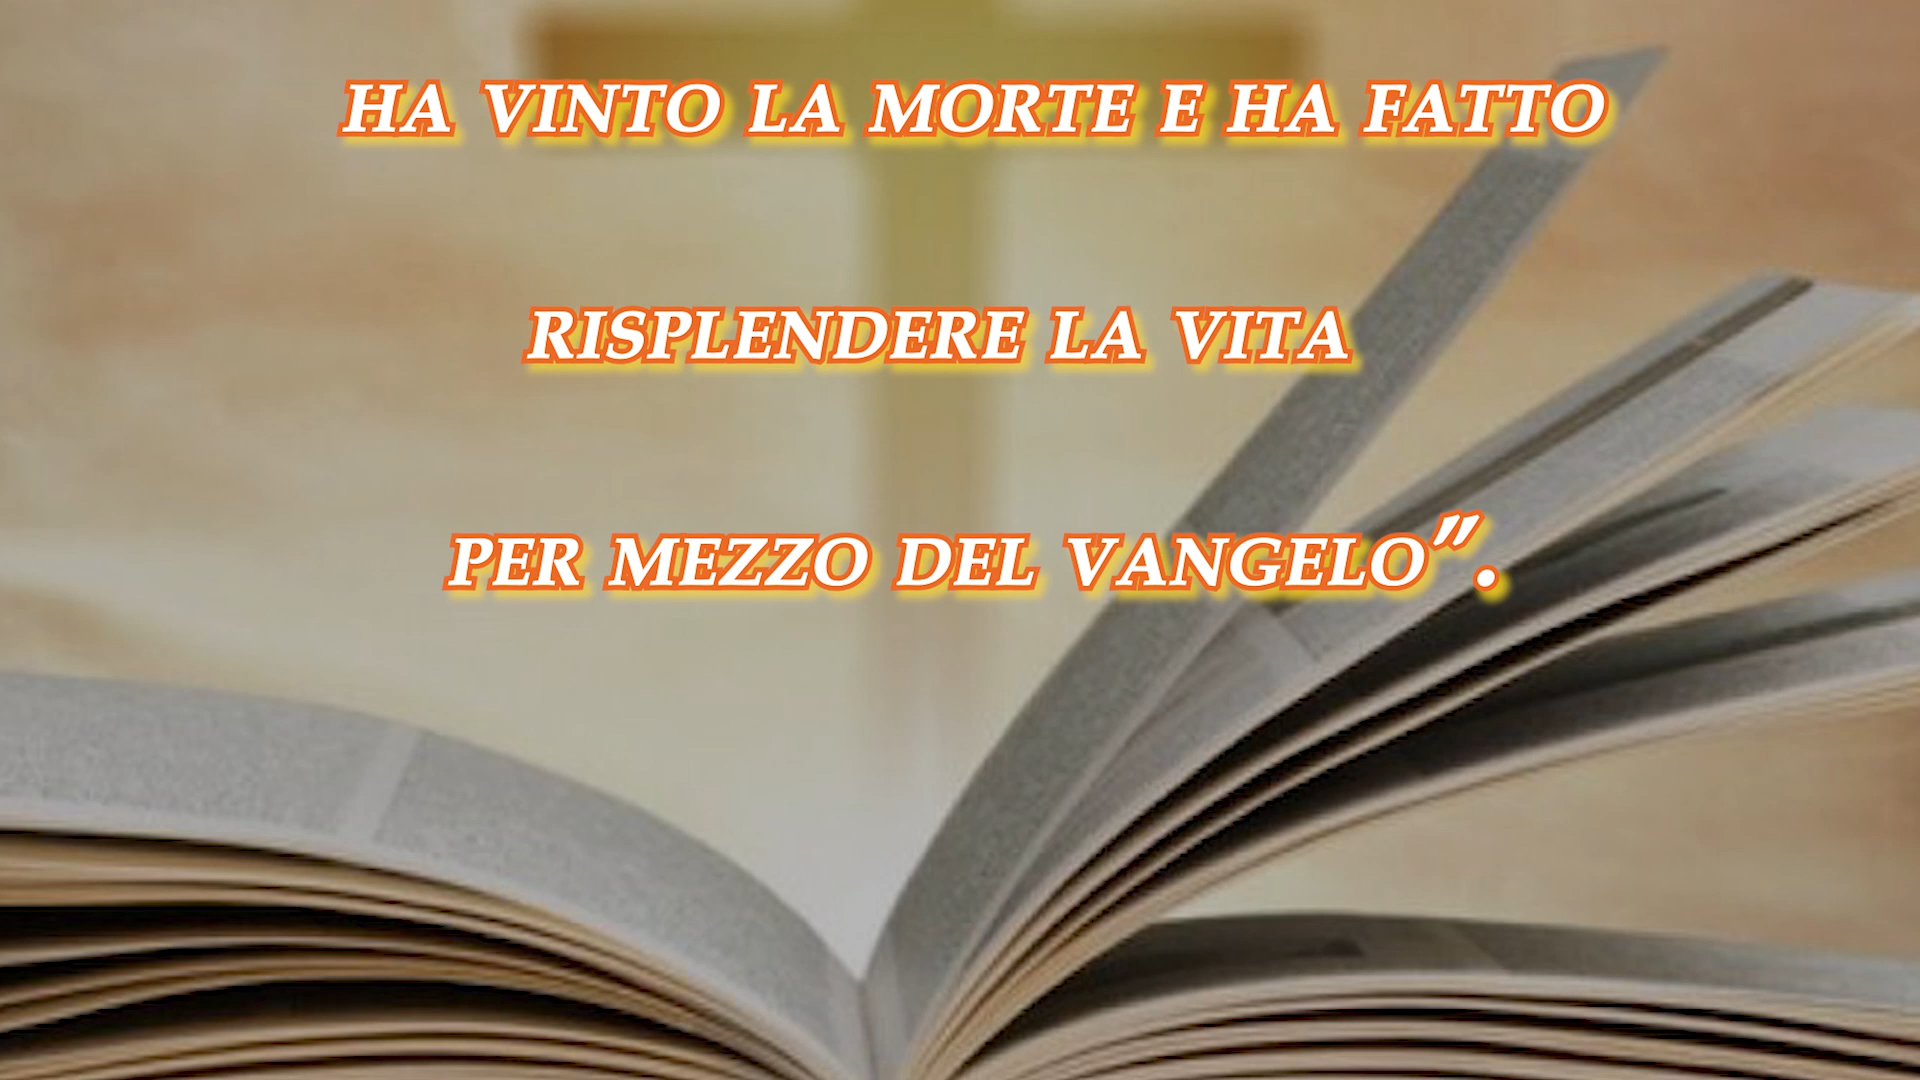 HA VINTO LA MORTE E HA FATTO
RISPLENDERE LA VITA
PER MEZZO DEL VANGELO”.